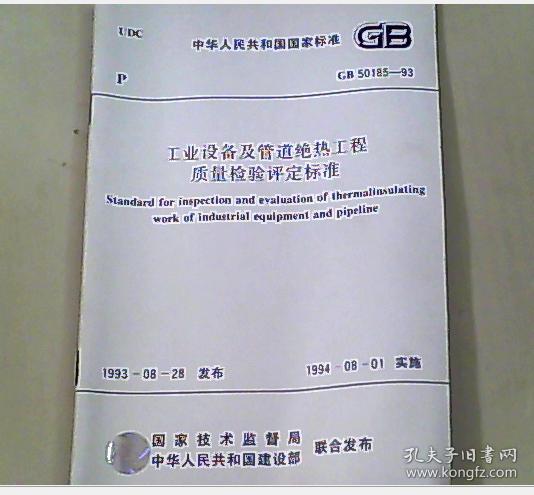 UDC
中华人民共和国国家标准 GB
P
GB 50185—93
工业设备及管道绝热工程
质量检验评定标准
Standard for inspection and evaluation of thermalinsulating
work of industrial equipment and pipeline
1993-08-28 发布
1994-08-01 实施
国家技术监督局
中华人民共和国建设部
联合发布
孔夫子旧书网
www.kongfz.com